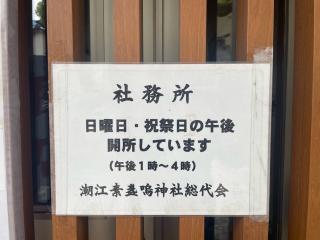 社務所
日曜日・祝祭日の午後
開所しています
(午後1時～4時)
潮江素盞嗚神社総代会